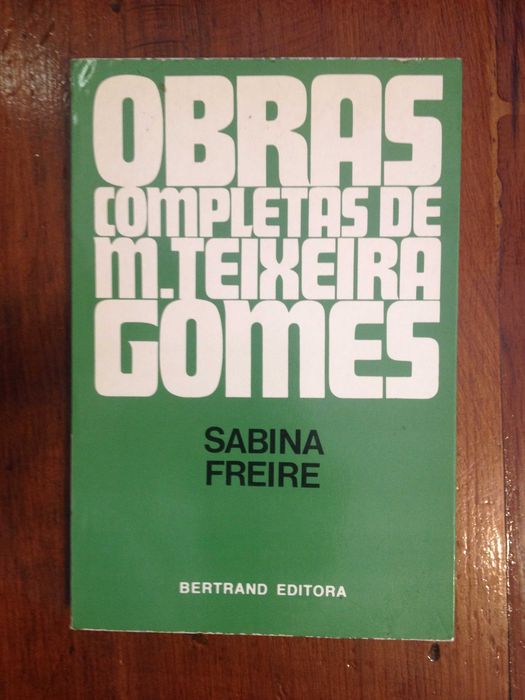 OBRAS
COMPLETAS DE
M. TEIXEIRA
GOMES
SABINA
FREIRE
BERTRAND EDITORA